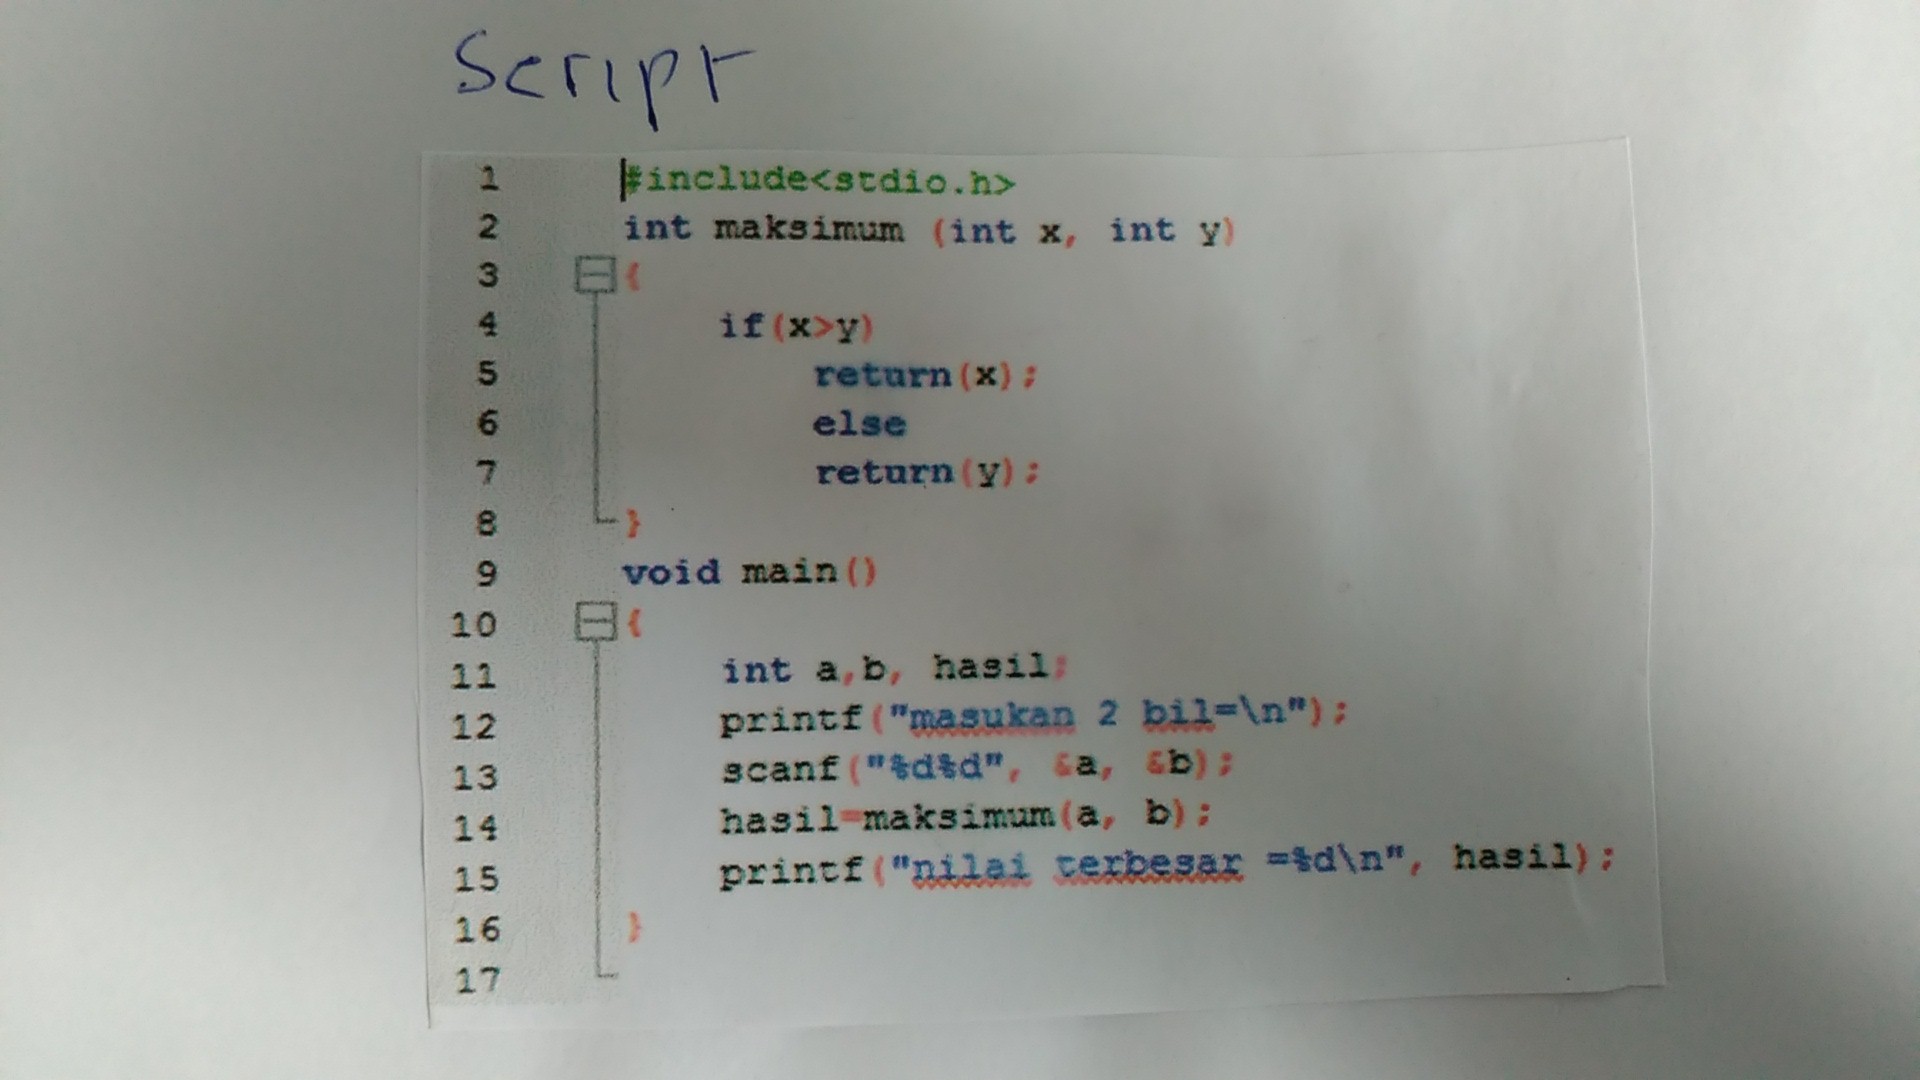 Script
1 #include<stdio.h>
2 int maksimum (int x, int y)
3 {
4 if(x>y)
5 return(x);
6 else
7 return(y);
8 }
9 void main()
10 {
11 int a,b, hasil;
12 printf("masukan 2 bil=\n");
13 scanf("%d%d", &a, &b);
14 hasil=maksimum(a, b);
15 printf("nilai terbesar =%d\n", hasil);
16 }
17